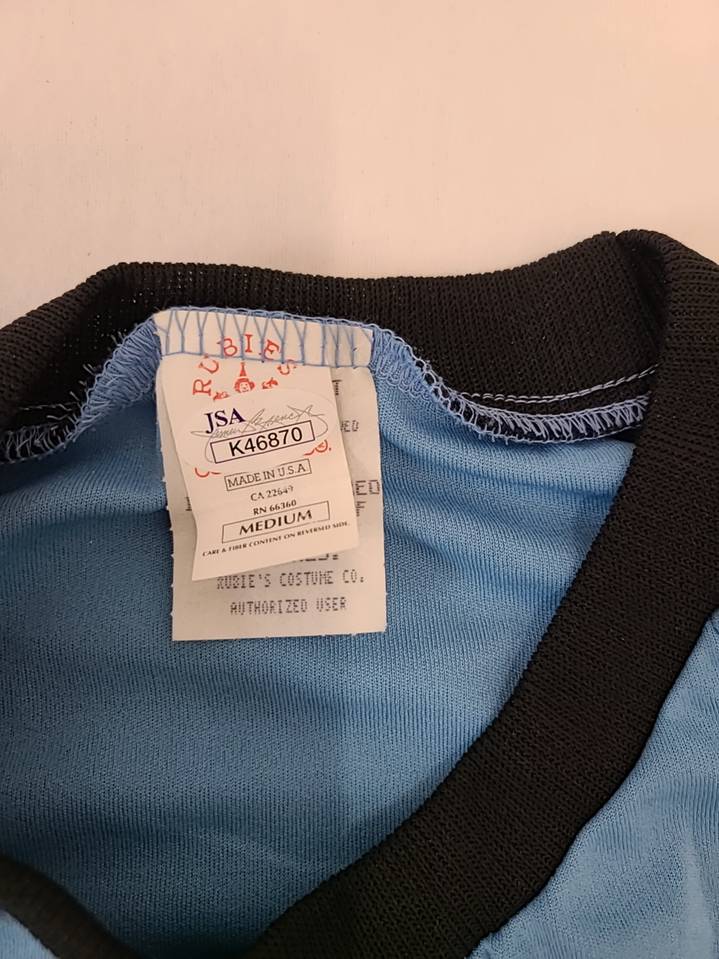 RUBIE'S
JSA
K46870
MADE IN U.S.A
CA 22649
RN 66360
MEDIUM
CARE & FIBER CONTENT ON REVERSED SIDE
RUBIE'S COSTUME CO.
AUTHORIZED USER